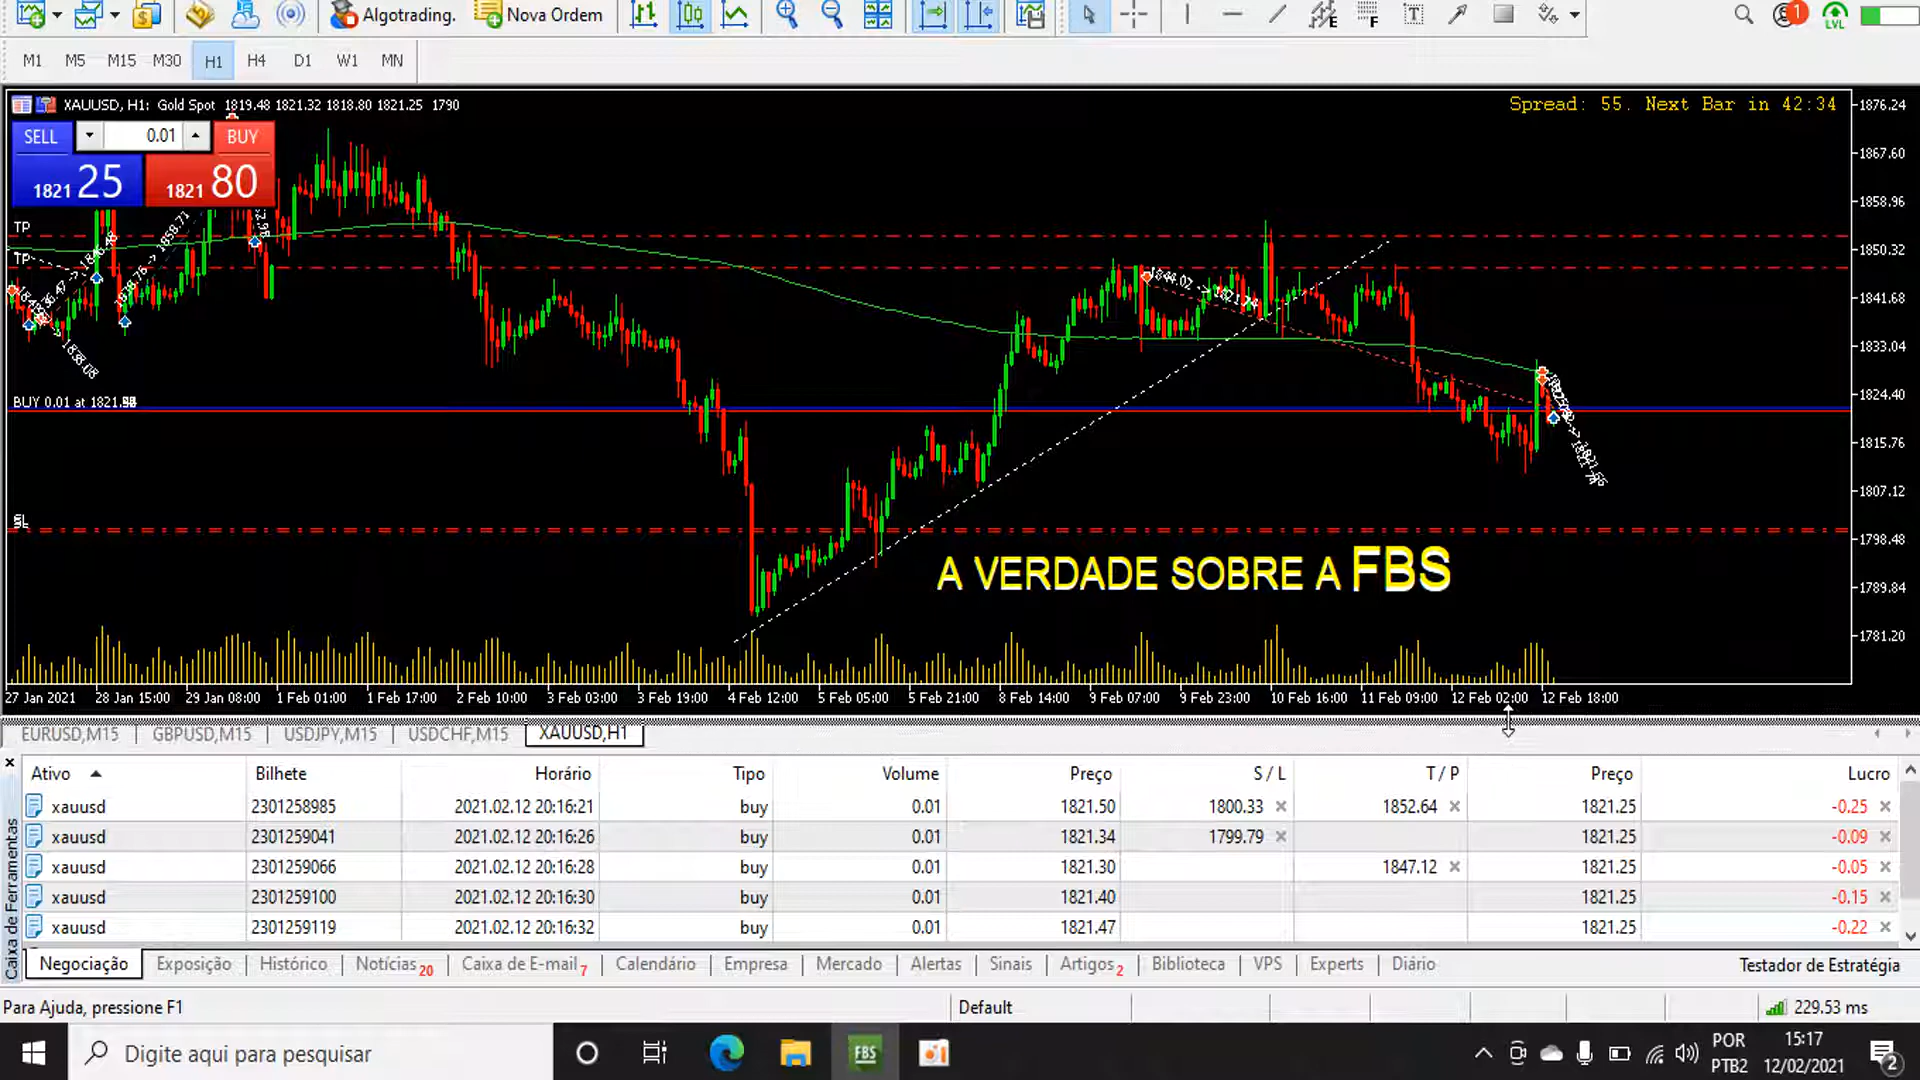 Algotrading.
Nova Ordem
1
LVL
M1 M5 M15 M30 H1 H4 D1 W1 MN
XAUUSD, H1: Gold Spot 1819.48 1821.32 1818.80 1821.25 1790
Spread: 55. Next Bar in 42:34
SELL 0.01 BUY
1821 25 1821 80
1876.24
1867.60
1858.96
1850.32
1841.68
1833.04
1824.40
1815.76
1807.12
1798.48
1789.84
1781.20
TP
TP
1844.02 -> 1821.74
1838.08
BUY 0.01 at
SL
A VERDADE SOBRE A FBS
27 Jan 2021 28 Jan 15:00 29 Jan 08:00 1 Feb 01:00 1 Feb 17:00 2 Feb 10:00 3 Feb 03:00 3 Feb 19:00 4 Feb 12:00 5 Feb 05:00 5 Feb 21:00 8 Feb 14:00 9 Feb 07:00 9 Feb 23:00 10 Feb 16:00 11 Feb 09:00 12 Feb 02:00 12 Feb 18:00
EURUSD,M15 GBPUSD,M15 USDJPY,M15 USDCHF,M15 XAUUSD,H1
Ativo Bilhete Horário Tipo Volume Preço S / L T / P Preço Lucro
xauusd 2301258985 2021.02.12 20:16:21 buy 0.01 1821.50 1800.33 1852.64 1821.25 -0.25
xauusd 2301259041 2021.02.12 20:16:26 buy 0.01 1821.34 1799.79 1821.25 -0.09
xauusd 2301259066 2021.02.12 20:16:28 buy 0.01 1821.30 1847.12 1821.25 -0.05
xauusd 2301259100 2021.02.12 20:16:30 buy 0.01 1821.40 1821.25 -0.15
xauusd 2301259119 2021.02.12 20:16:32 buy 0.01 1821.47 1821.25 -0.22
Caixa de Ferramentas
Negociação Exposição Histórico Notícias 20 Caixa de E-mail 7 Calendário Empresa Mercado Alertas Sinais Artigos 2 Biblioteca VPS Experts Diário Testador de Estratégia
Para Ajuda, pressione F1 Default 229.53 ms
Digite aqui para pesquisar
FBS
POR
PTB2
15:17
12/02/2021
2